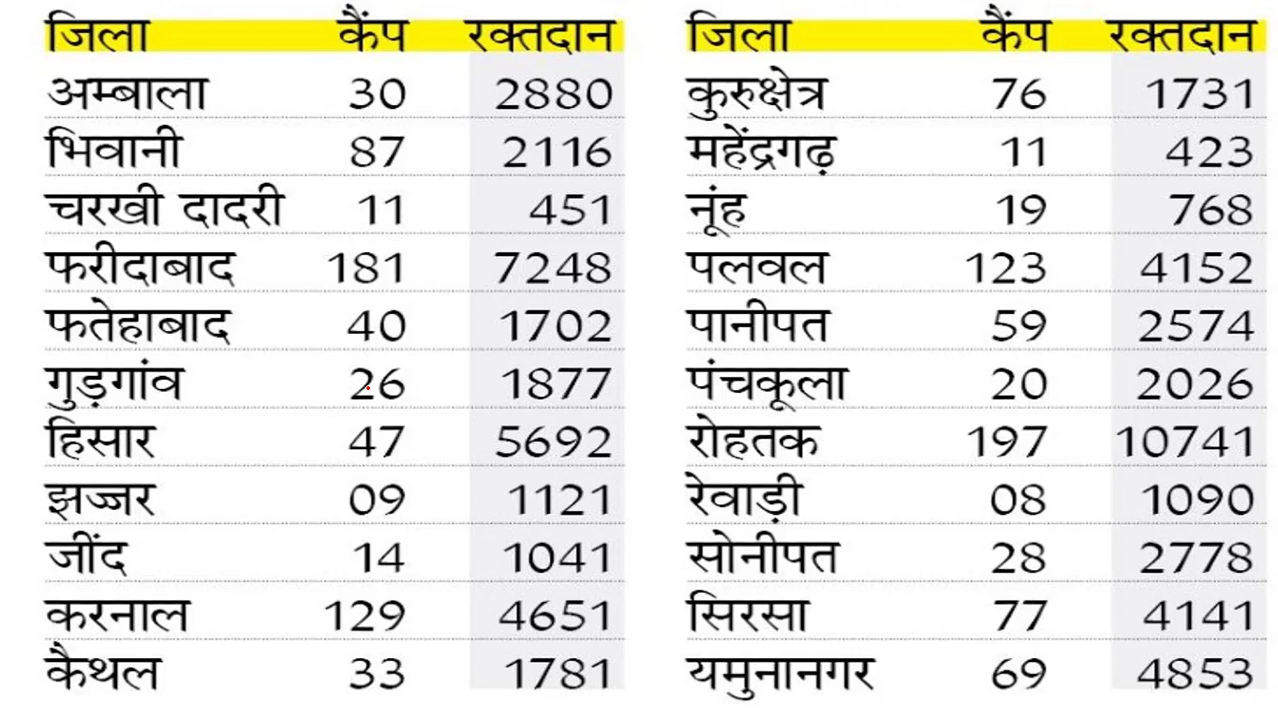 जिला कैंप रक्तदान
अम्बाला 30 2880
भिवानी 87 2116
चरखी दादरी 11 451
फरीदाबाद 181 7248
फतेहाबाद 40 1702
गुड़गांव 26 1877
हिसार 47 5692
झज्जर 09 1121
जींद 14 1041
करनाल 129 4651
कैथल 33 1781
जिला कैंप रक्तदान
कुरुक्षेत्र 76 1731
महेंद्रगढ़ 11 423
नूंह 19 768
पलवल 123 4152
पानीपत 59 2574
पंचकूला 20 2026
रोहतक 197 10741
रेवाड़ी 08 1090
सोनीपत 28 2778
सिरसा 77 4141
यमुनानगर 69 4853